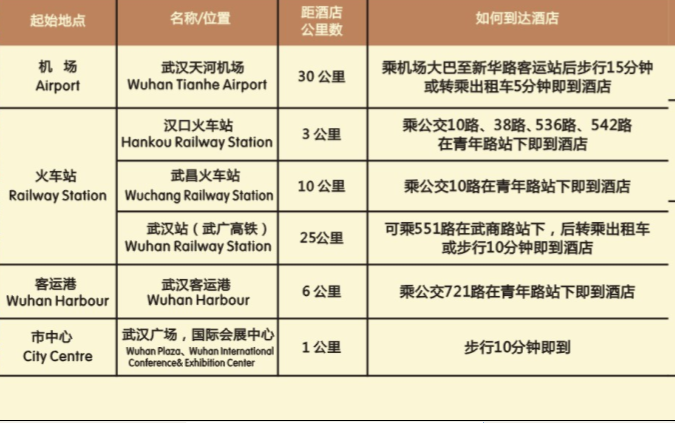 起始地点
名称/位置
距酒店
公里数
如何到达酒店
机 场
Airport
武汉天河机场
Wuhan Tianhe Airport
30 公里
乘机场大巴至新华路客运站后步行15分钟
或转乘出租车5分钟即到酒店
火车站
Railway Station
汉口火车站
Hankou Railway Station
3 公里
乘公交10路、38路、536路、542路
在青年路站下即到酒店
武昌火车站
Wuchang Railway Station
10 公里
乘公交10路在青年路站下即到酒店
武汉站（武广高铁）
Wuhan Railway Station
25公里
可乘551路在武商路站下，后转乘出租车
或步行10分钟即到酒店
客运港
Wuhan Harbour
武汉客运港
Wuhan Harbour
6 公里
乘公交721路在青年路站下即到酒店
市中心
City Centre
武汉广场，国际会展中心
Wuhan Plaza、Wuhan International
Conference& Exhibition Center
1 公里
步行10分钟即到